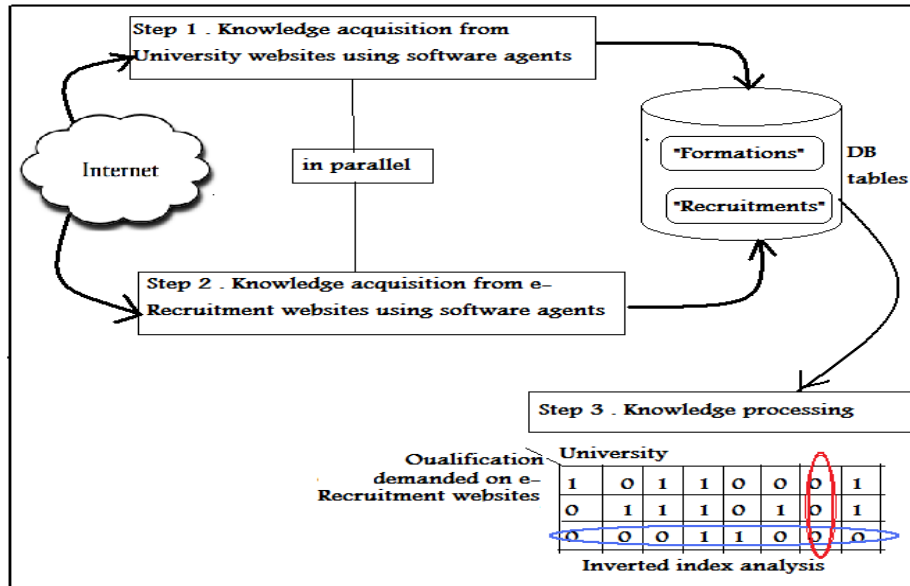 Step 1 . Knowledge acquisition from
University websites using software agents
Internet
in parallel
"Formations"
"Recruitments"
DB
tables
Step 2 . Knowledge acquisition from e-
Recruitment websites using software agents
Step 3 . Knowledge processing
University
Oualification
demanded on e-
Recruitment websites
1 0 1 1 0 0 0 1
0 1 1 1 0 1 0 1
0 0 0 1 1 0 0 0
Inverted index analysis